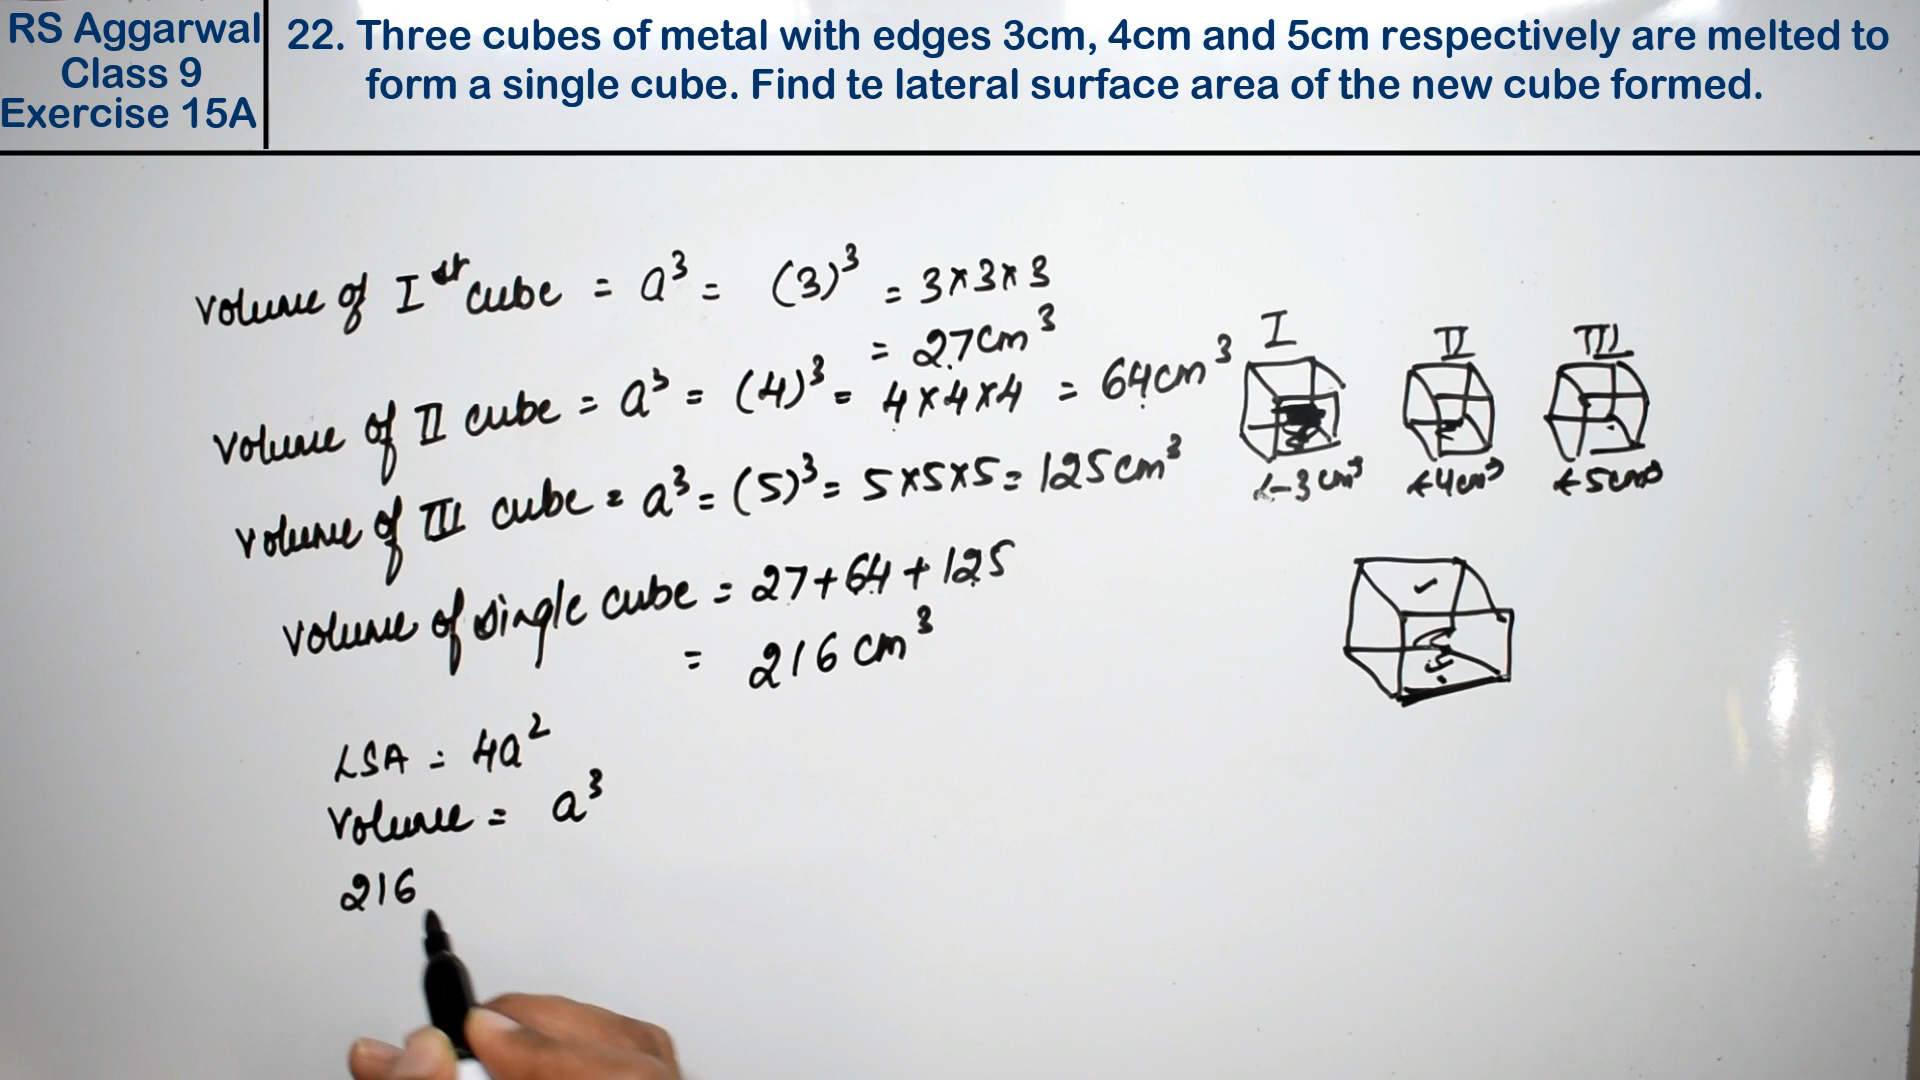 RS Aggarwal
Class 9
Exercise 15A
22. Three cubes of metal with edges 3cm, 4cm and 5cm respectively are melted to
form a single cube. Find te lateral surface area of the new cube formed.
Volume of I st cube = a³ = (3)³ = 3×3×3
= 27cm³
Volume of II cube = a³ = (4)³ = 4×4×4 = 64cm³
Volume of III cube = a³ = (5)³ = 5×5×5 = 125cm³
Volume of single cube = 27+64+125
= 216 cm³
LSA = 4a²
Volume = a³
216
I II III
←3cm³ ←4cm³ ←5cm³